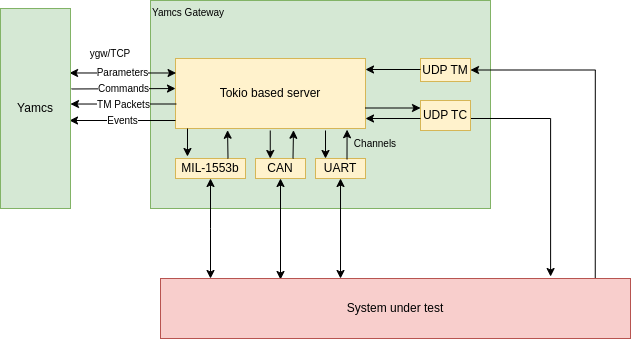 Yamcs Gateway
ygw/TCP
Parameters
Commands
TM Packets
Events
Yamcs
Tokio based server
UDP TM
UDP TC
Channels
MIL-1553b
CAN
UART
System under test